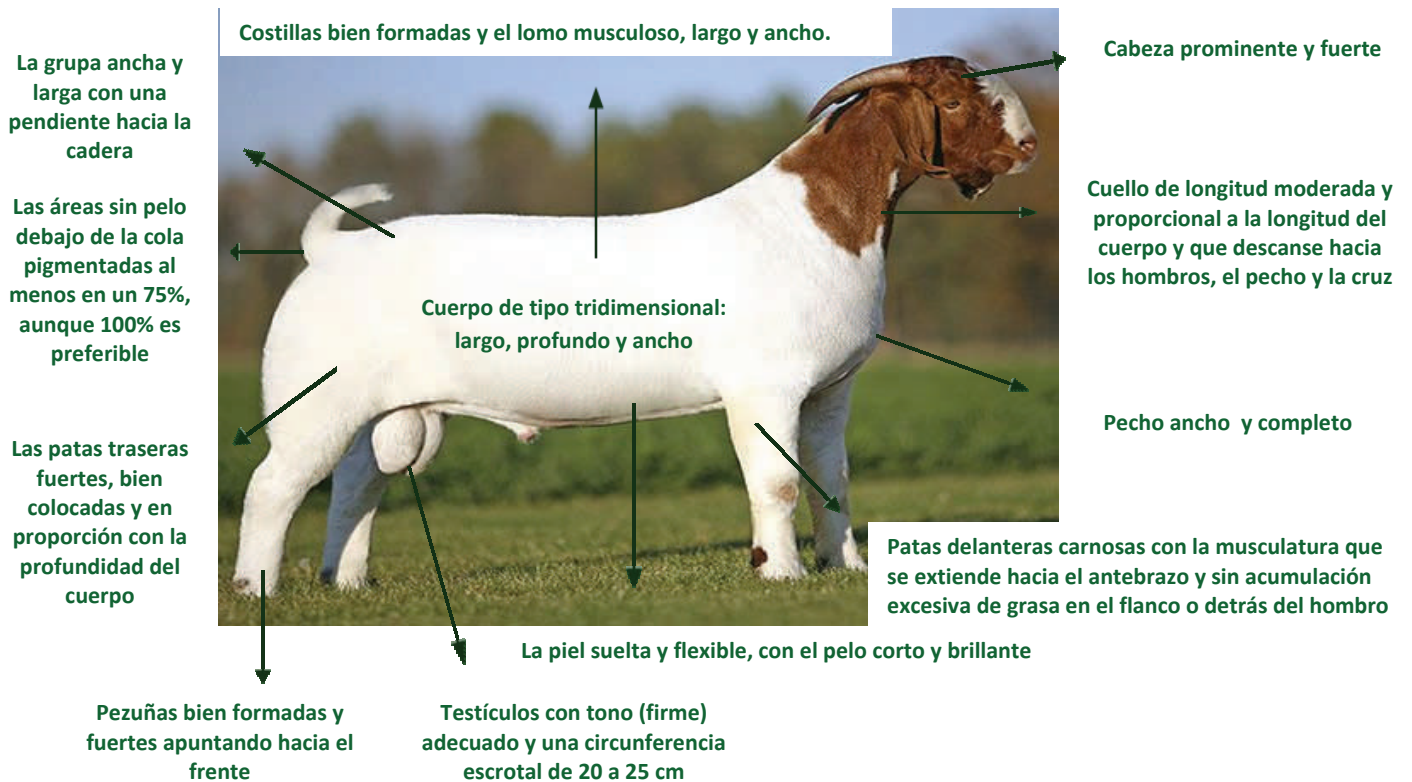 Costillas bien formadas y el lomo musculoso, largo y ancho.
La grupa ancha y
larga con una
pendiente hacia la
cadera
Las áreas sin pelo
debajo de la cola
pigmentadas al
menos en un 75%,
aunque 100% es
preferible
Las patas traseras
fuertes, bien
colocadas y en
proporción con la
profundidad del
cuerpo
Cuerpo de tipo tridimensional:
largo, profundo y ancho
Cabeza prominente y fuerte
Cuello de longitud moderada y
proporcional a la longitud del
cuerpo y que descanse hacia
los hombros, el pecho y la cruz
Pecho ancho y completo
Patas delanteras carnosas con la musculatura que
se extiende hacia el antebrazo y sin acumulación
excesiva de grasa en el flanco o detrás del hombro
La piel suelta y flexible, con el pelo corto y brillante
Pezuñas bien formadas y
fuertes apuntando hacia el
frente
Testículos con tono (firme)
adecuado y una circunferencia
escrotal de 20 a 25 cm